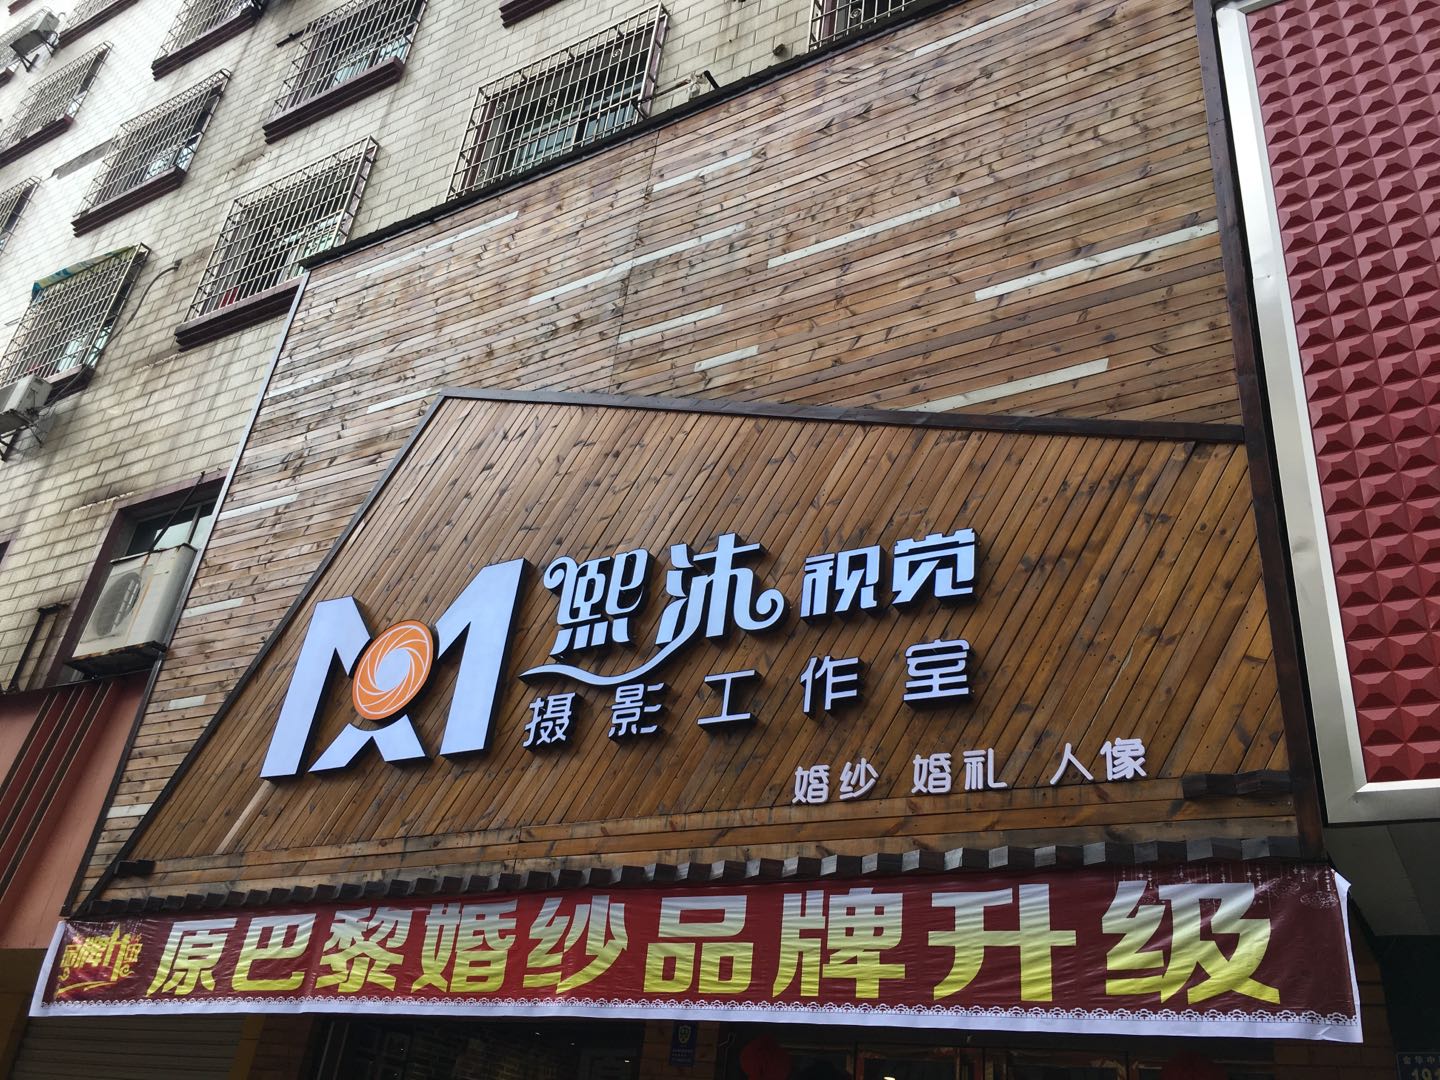 熙沐视觉
摄影工作室
婚纱 婚礼 人像
原巴黎婚纱品牌升级